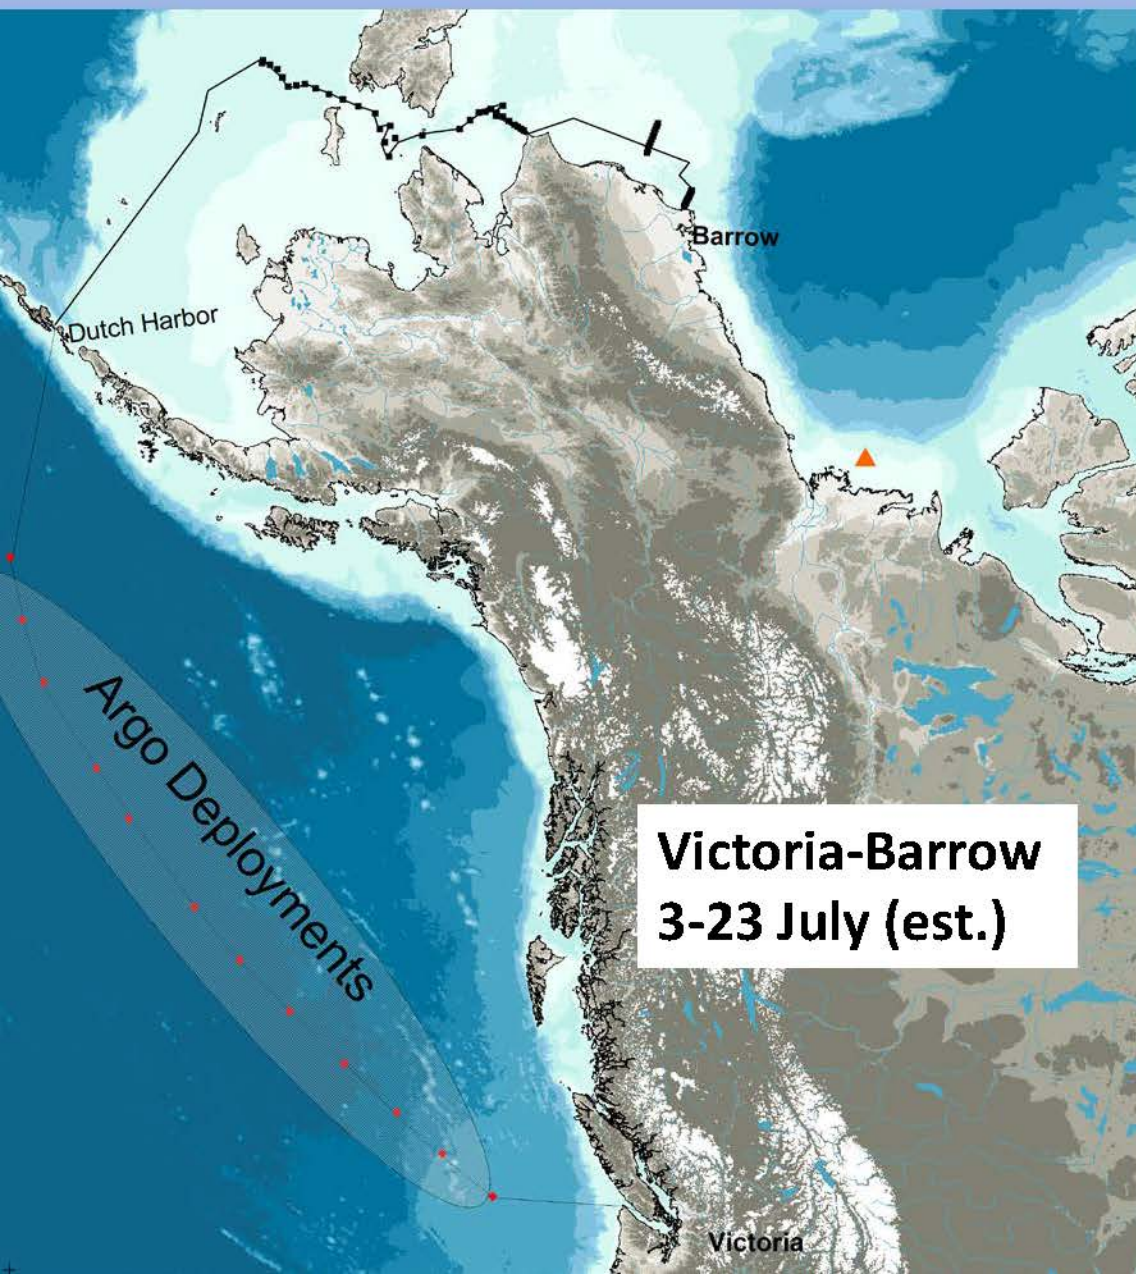 Barrow
Dutch Harbor
Argo Deployments
Victoria-Barrow
3-23 July (est.)
Victoria